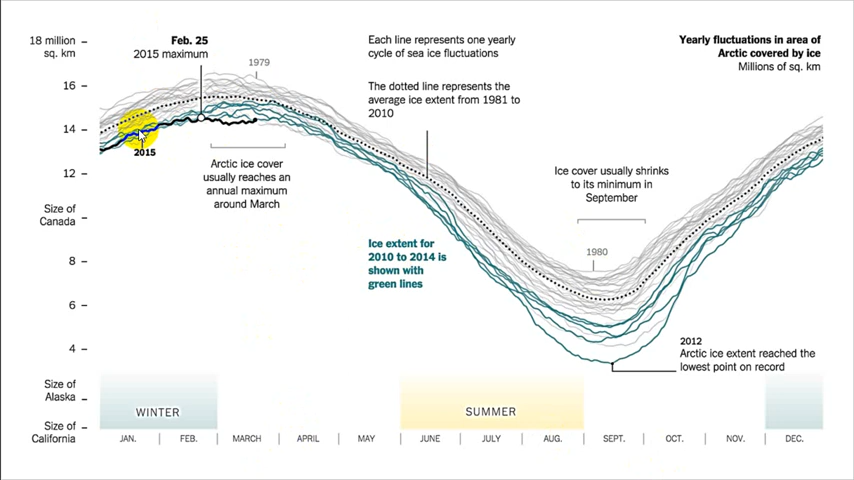 18 million
sq. km
16
14
12
Size of
Canada
8
6
4
Size of
Alaska
Size of
California
Feb. 25
2015 maximum
1979
2015
Arctic ice cover
usually reaches an
annual maximum
around March
Each line represents one yearly
cycle of sea ice fluctuations
The dotted line represents the
average ice extent from 1981 to
2010
Ice extent for
2010 to 2014 is
shown with
green lines
Yearly fluctuations in area of
Arctic covered by ice
Millions of sq. km
Ice cover usually shrinks
to its minimum in
September
1980
2012
Arctic ice extent reached the
lowest point on record
WINTER
SUMMER
JAN.
FEB.
MARCH
APRIL
MAY
JUNE
JULY
AUG.
SEPT.
OCT.
NOV.
DEC.